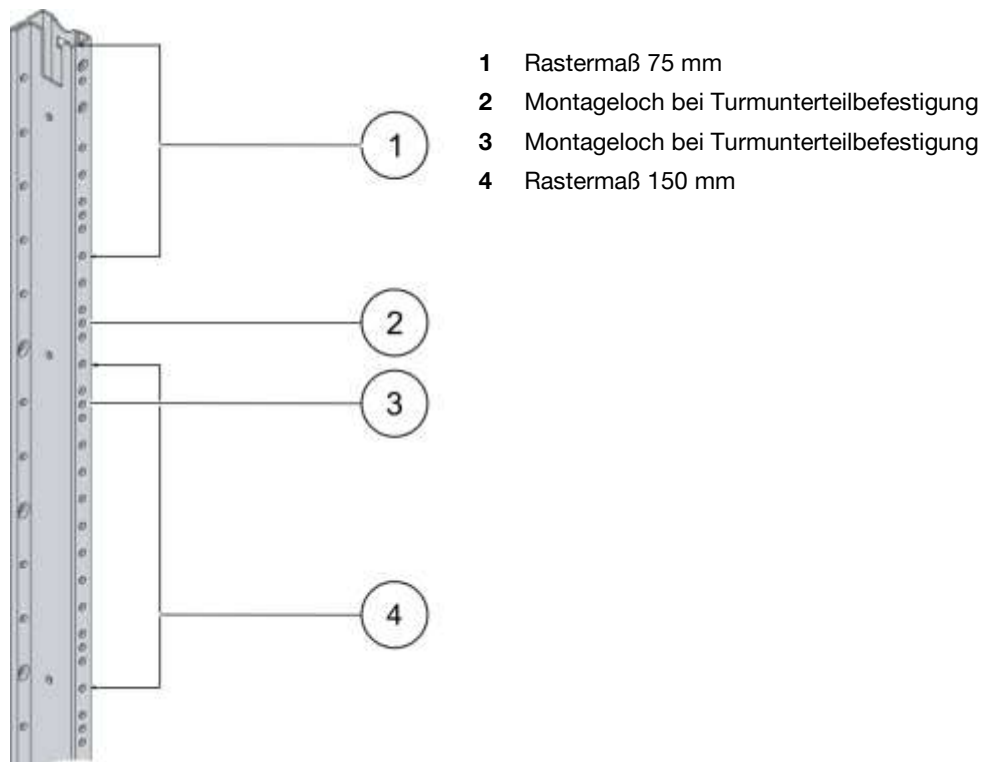 1 Rastermaß 75 mm
2 Montageloch bei Turmunterteilbefestigung
3 Montageloch bei Turmunterteilbefestigung
4 Rastermaß 150 mm
1
2
3
4